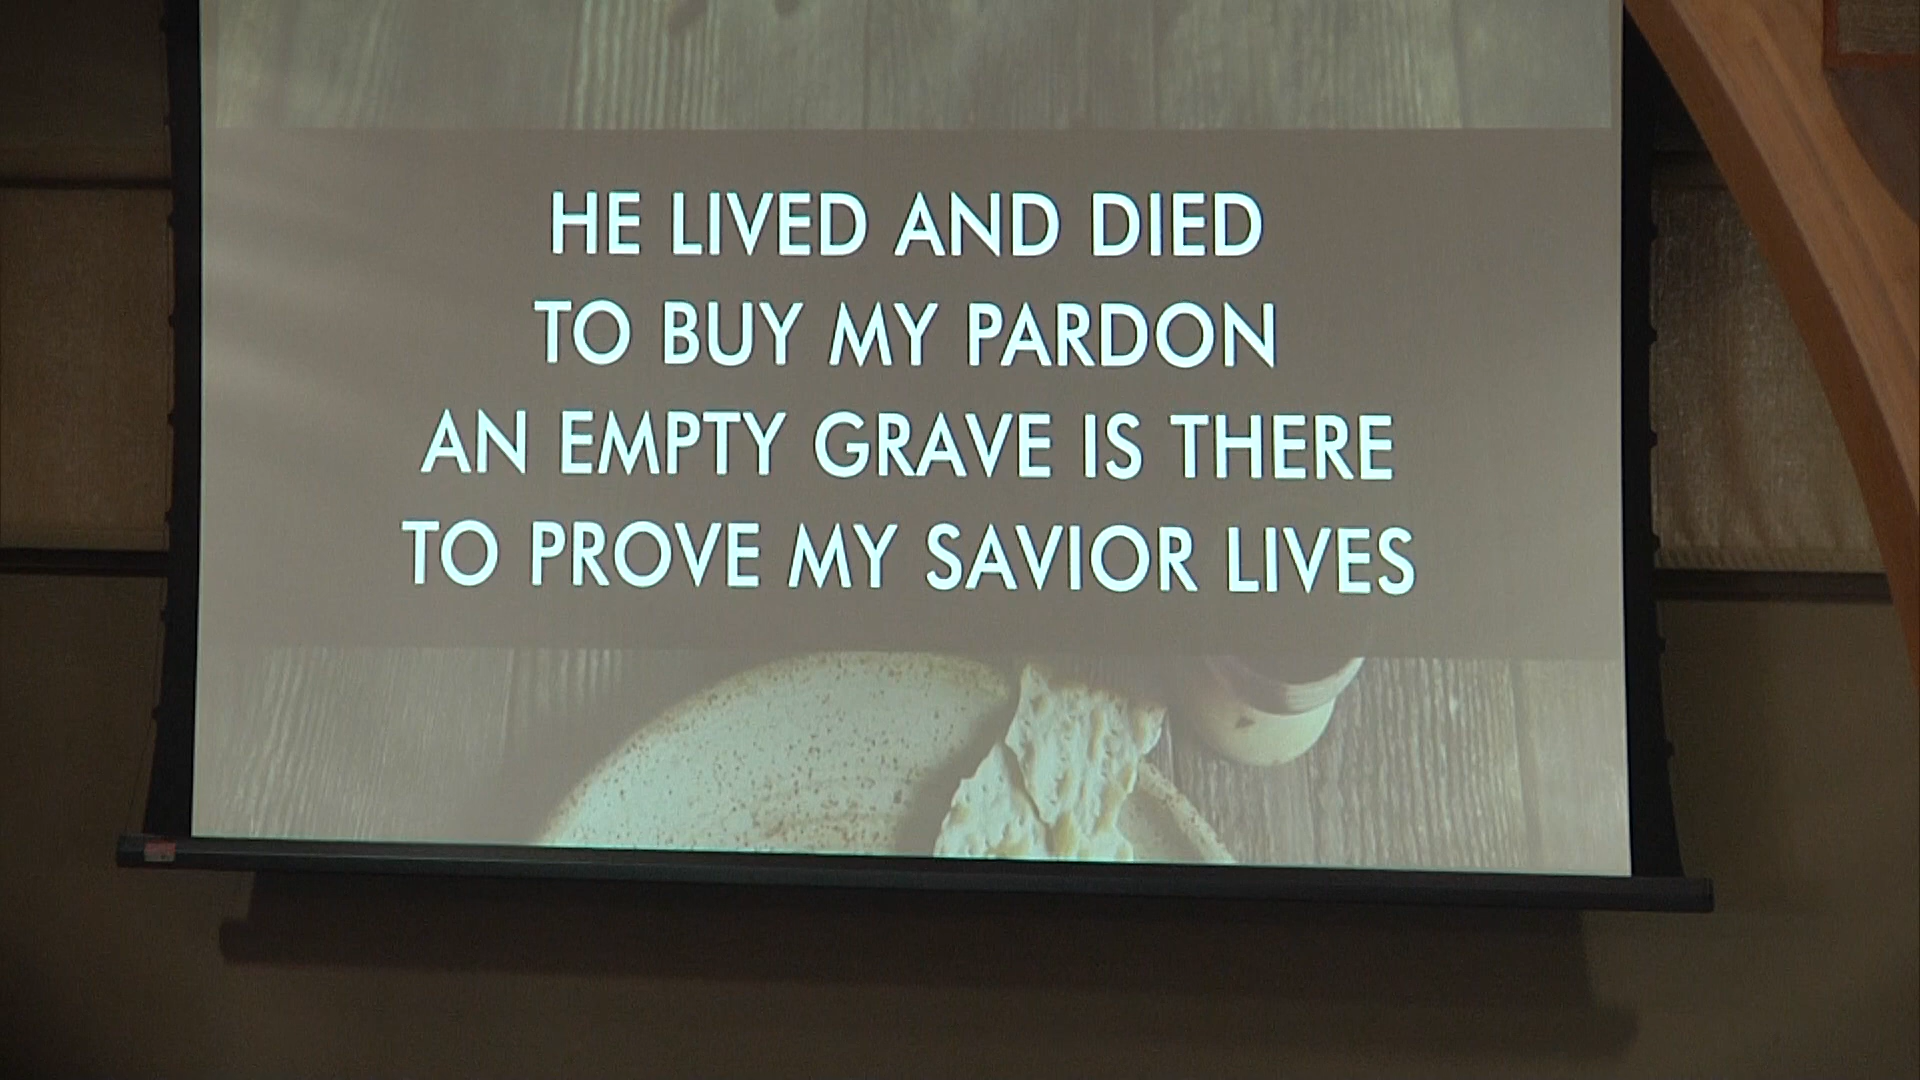 HE LIVED AND DIED
TO BUY MY PARDON
AN EMPTY GRAVE IS THERE
TO PROVE MY SAVIOR LIVES